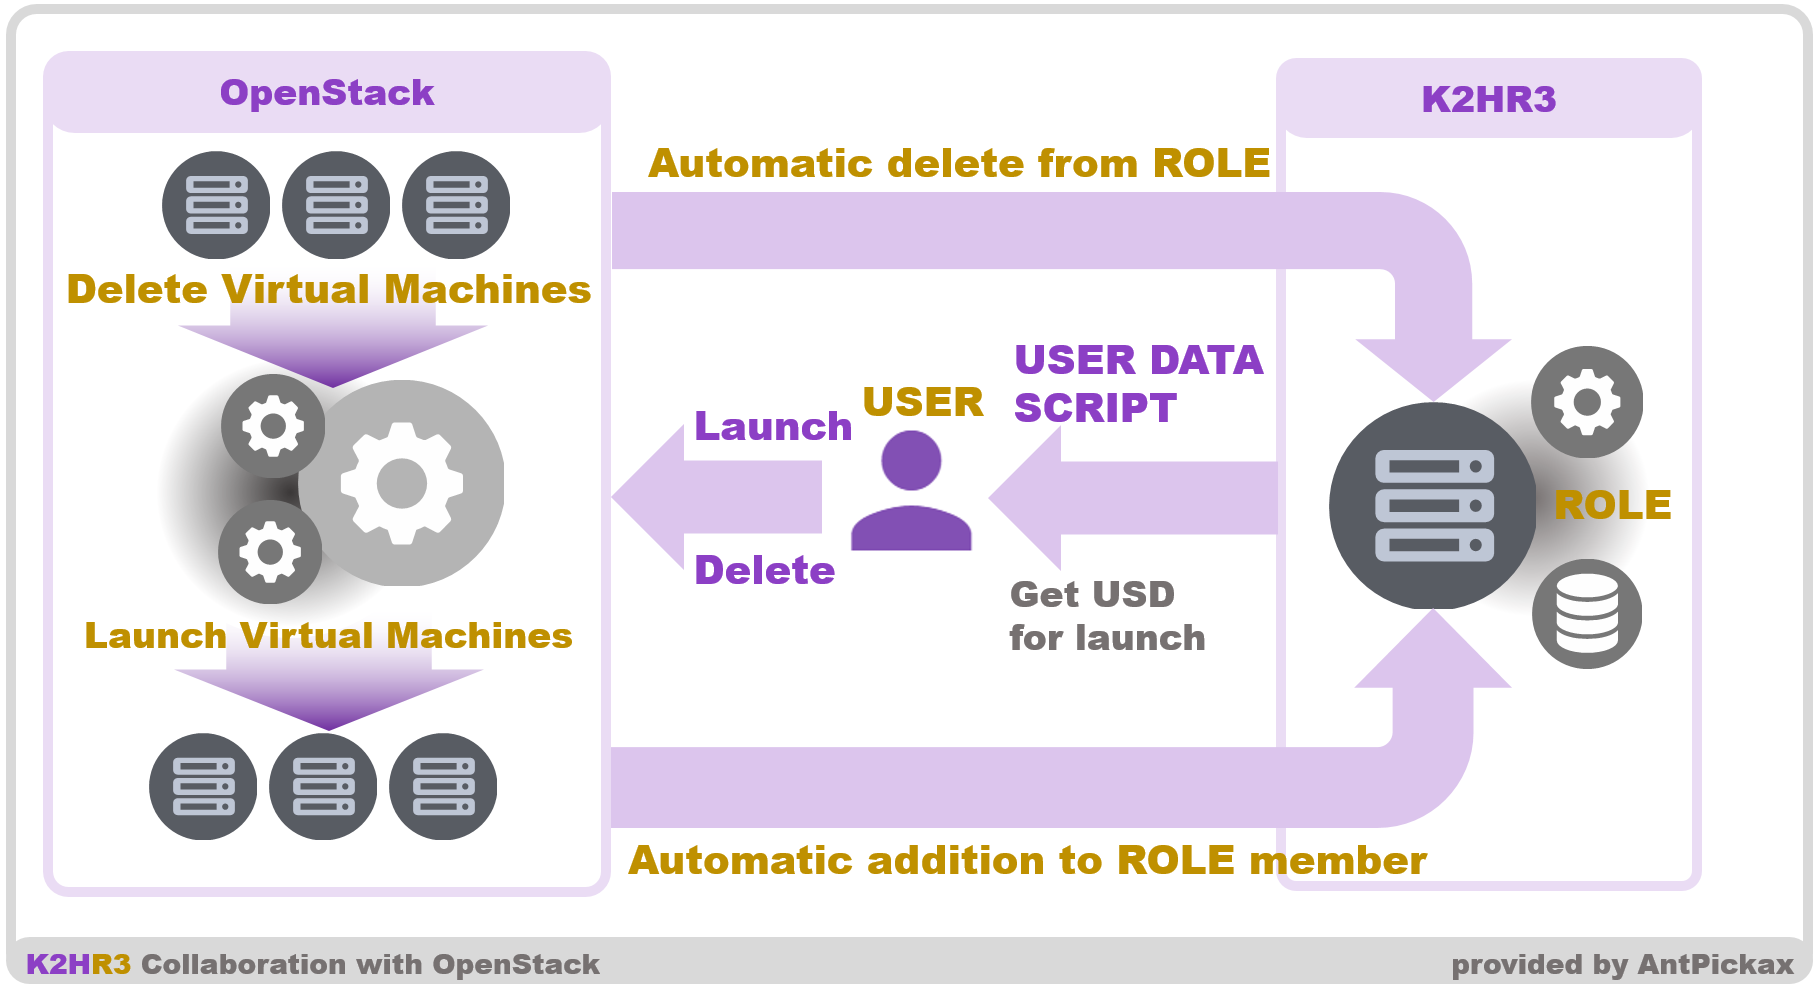 OpenStack
K2HR3
Automatic delete from ROLE
Delete Virtual Machines
USER DATA
SCRIPT
USER
Launch
Delete
ROLE
Get USD
for launch
Launch Virtual Machines
Automatic addition to ROLE member
K2HR3 Collaboration with OpenStack
provided by AntPickax